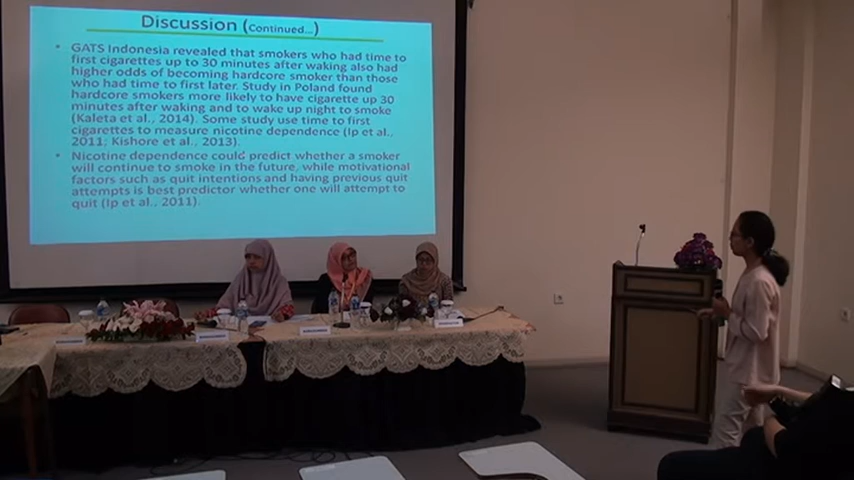 Discussion (Continued...)
• GATS Indonesia revealed that smokers who had time to
first cigarettes up to 30 minutes after waking also had
higher odds of becoming hardcore smoker than those
who had time to first later. Study in Poland found
hardcore smokers more likely to have cigarette up 30
minutes after waking and to wake up night to smoke
(Kaleta et al., 2014). Some study use time to first
cigarettes to measure nicotine dependence (Ip et al.,
2011; Kishore et al., 2013).
• Nicotine dependence could predict whether a smoker
will continue to smoke in the future, while motivational
factors such as quit intentions and having previous quit
attempts is best predictor whether one will attempt to
quit (Ip et al., 2011).